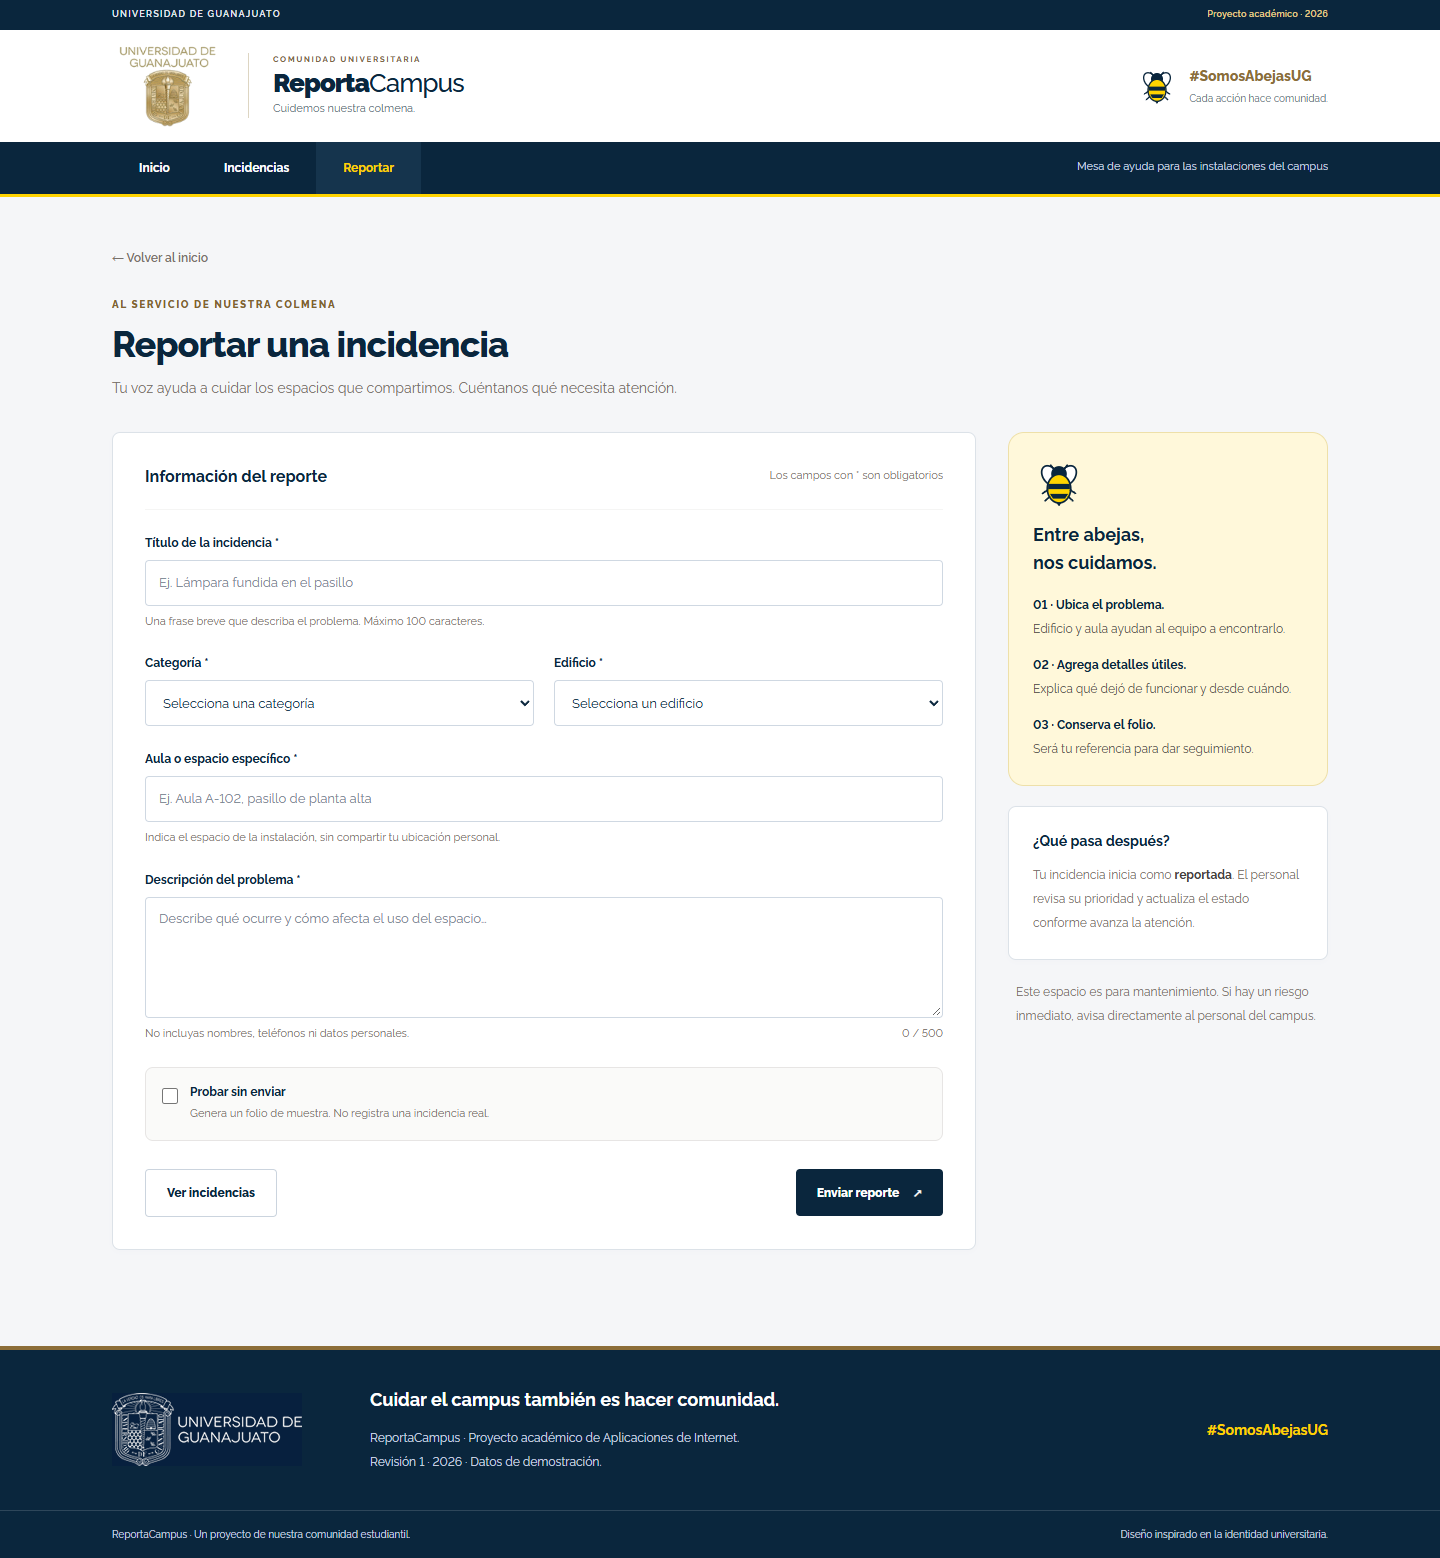 UNIVERSIDAD DE GUANAJUATO
Proyecto académico · 2026
UNIVERSIDAD DE
GUANAJUATO
COMUNIDAD UNIVERSITARIA
ReportaCampus
Cuidemos nuestra colmena.
#SomosAbejasUG
Cada acción hace comunidad.
Inicio
Incidencias
Reportar
Mesa de ayuda para las instalaciones del campus
← Volver al inicio
AL SERVICIO DE NUESTRA COLMENA
Reportar una incidencia
Tu voz ayuda a cuidar los espacios que compartimos. Cuéntanos qué necesita atención.
Información del reporte
Los campos con * son obligatorios
Título de la incidencia *
Ej. Lámpara fundida en el pasillo
Una frase breve que describa el problema. Máximo 100 caracteres.
Categoría *
Edificio *
Selecciona una categoría
Selecciona un edificio
Aula o espacio específico *
Ej. Aula A-102, pasillo de planta alta
Indica el espacio de la instalación, sin compartir tu ubicación personal.
Descripción del problema *
Describe qué ocurre y cómo afecta el uso del espacio...
No incluyas nombres, teléfonos ni datos personales.
0 / 500
Probar sin enviar
Genera un folio de muestra. No registra una incidencia real.
Ver incidencias
Enviar reporte ↗
Entre abejas,
nos cuidamos.
01 · Ubica el problema.
Edificio y aula ayudan al equipo a encontrarlo.
02 · Agrega detalles útiles.
Explica qué dejó de funcionar y desde cuándo.
03 · Conserva el folio.
Será tu referencia para dar seguimiento.
¿Qué pasa después?
Tu incidencia inicia como reportada. El personal
revisa su prioridad y actualiza el estado
conforme avanza la atención.
Este espacio es para mantenimiento. Si hay un riesgo
inmediato, avisa directamente al personal del campus.
UNIVERSIDAD DE
GUANAJUATO
Cuidar el campus también es hacer comunidad.
ReportaCampus · Proyecto académico de Aplicaciones de Internet.
Revisión 1 · 2026 · Datos de demostración.
#SomosAbejasUG
ReportaCampus · Un proyecto de nuestra comunidad estudiantil.
Diseño inspirado en la identidad universitaria.